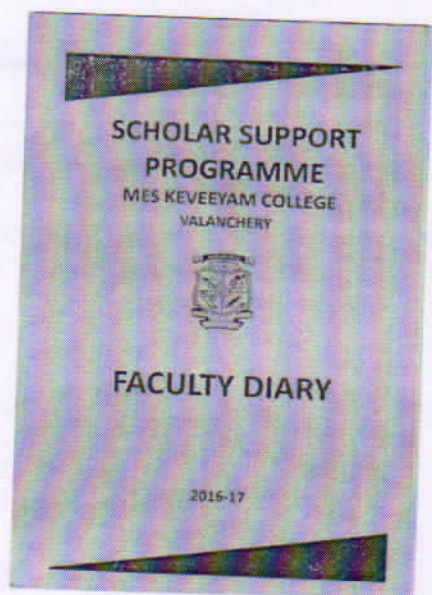 SCHOLAR SUPPORT
PROGRAMME
MES KEVEEYAM COLLEGE
VALANCHERY
FACULTY DIARY
2016-17